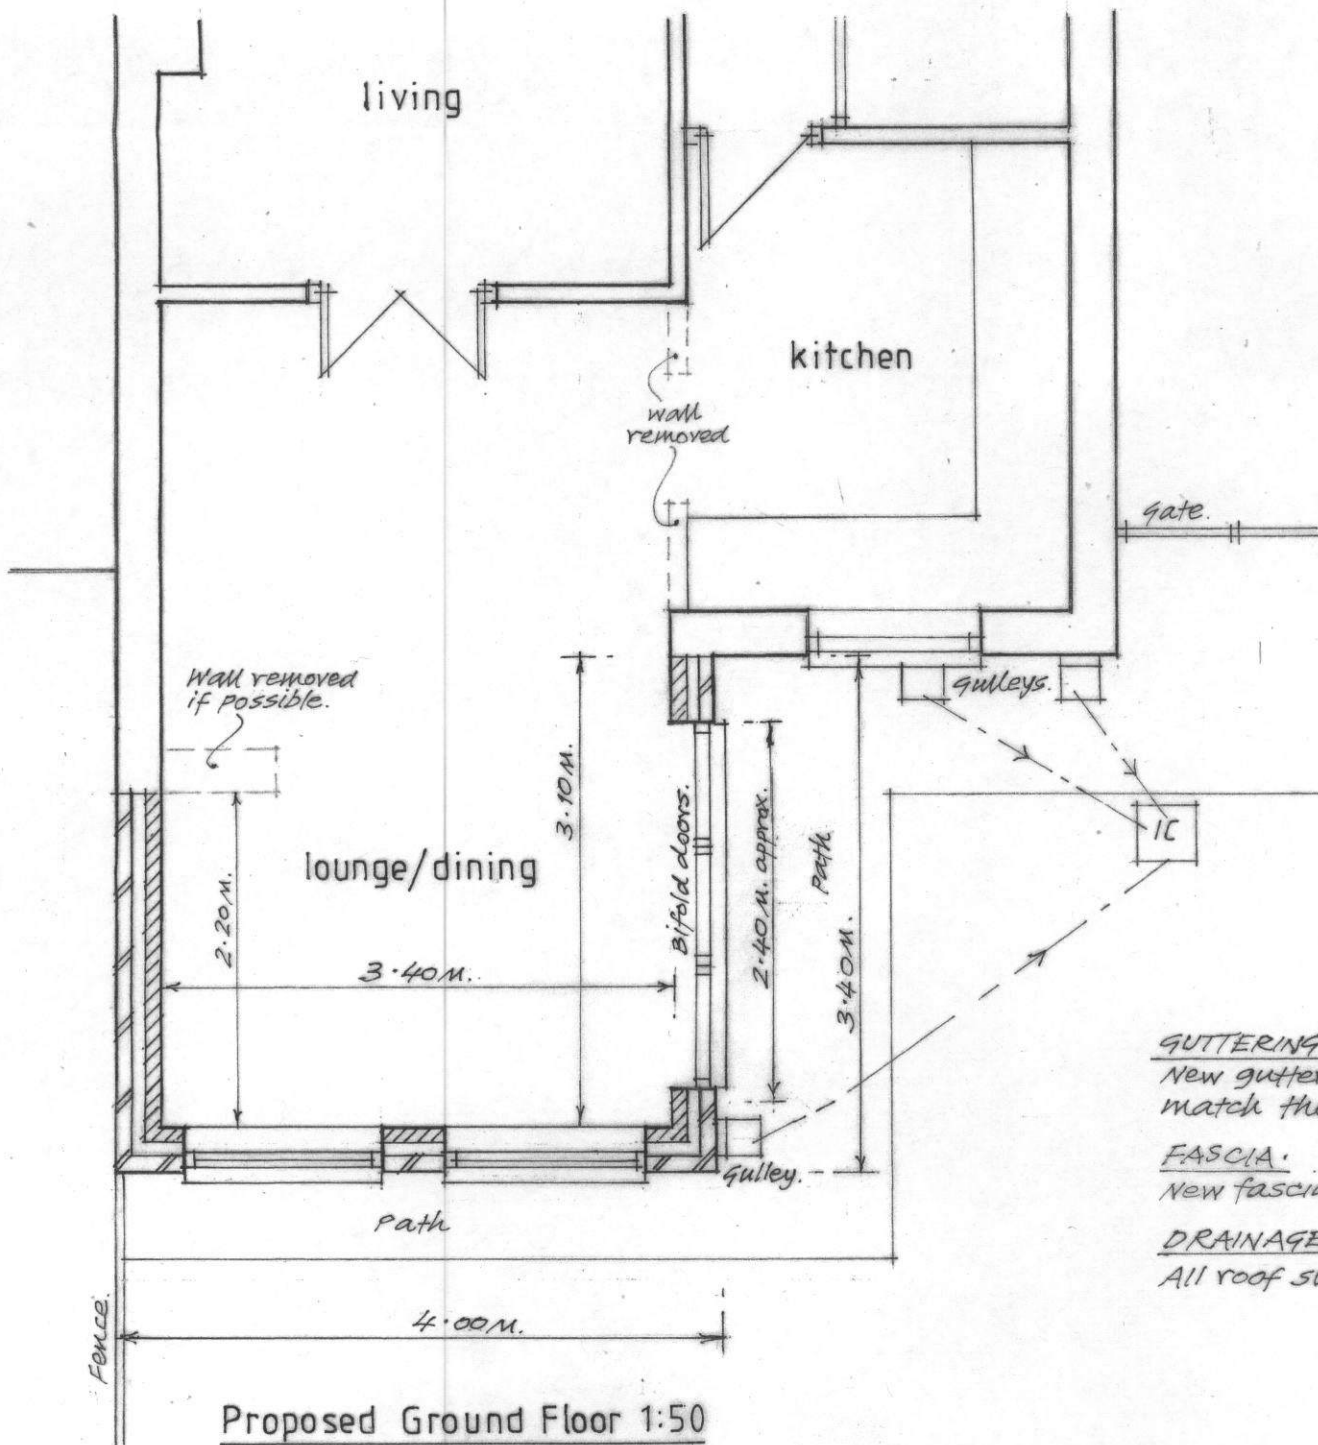 living
kitchen
wall
removed
Gate.
Wall removed
if possible.
Gulleys.
3·10M.
Bifold doors.
2·40M. approx.
Path
3·40M.
IC
lounge/dining
2·20M.
3·40M.
Gulley.
Path
GUTTERING
New gutte
match th
FASCIA.
New fasci
DRAINAGE
All roof s
Fence.
4·00M.
Proposed Ground Floor 1:50